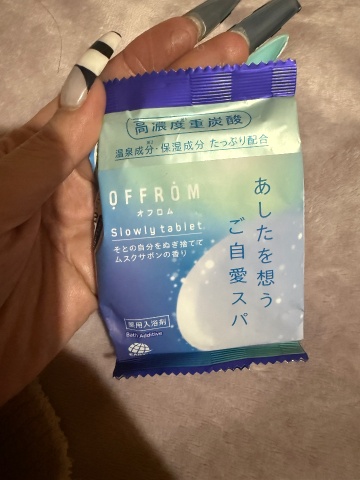 高濃度重炭酸
温泉成分・保湿成分 たっぷり配合
OFFRÓM
オフロム
Slowly tablet
そとの自分をぬぎ捨てて
ムスクサボンの香り
あしたを想う
ご自愛スパ
薬用入浴剤
Bath Additive